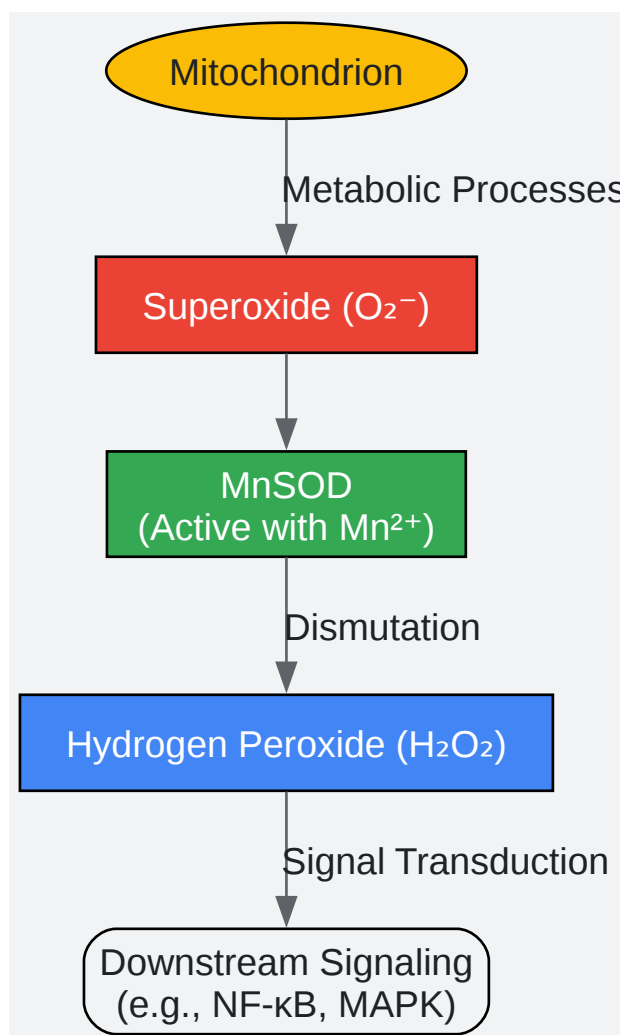 Mitochondrion
Metabolic Processes
Superoxide (O₂⁻)
MnSOD
(Active with Mn²⁺)
Dismutation
Hydrogen Peroxide (H₂O₂)
Signal Transduction
Downstream Signaling
(e.g., NF-κB, MAPK)